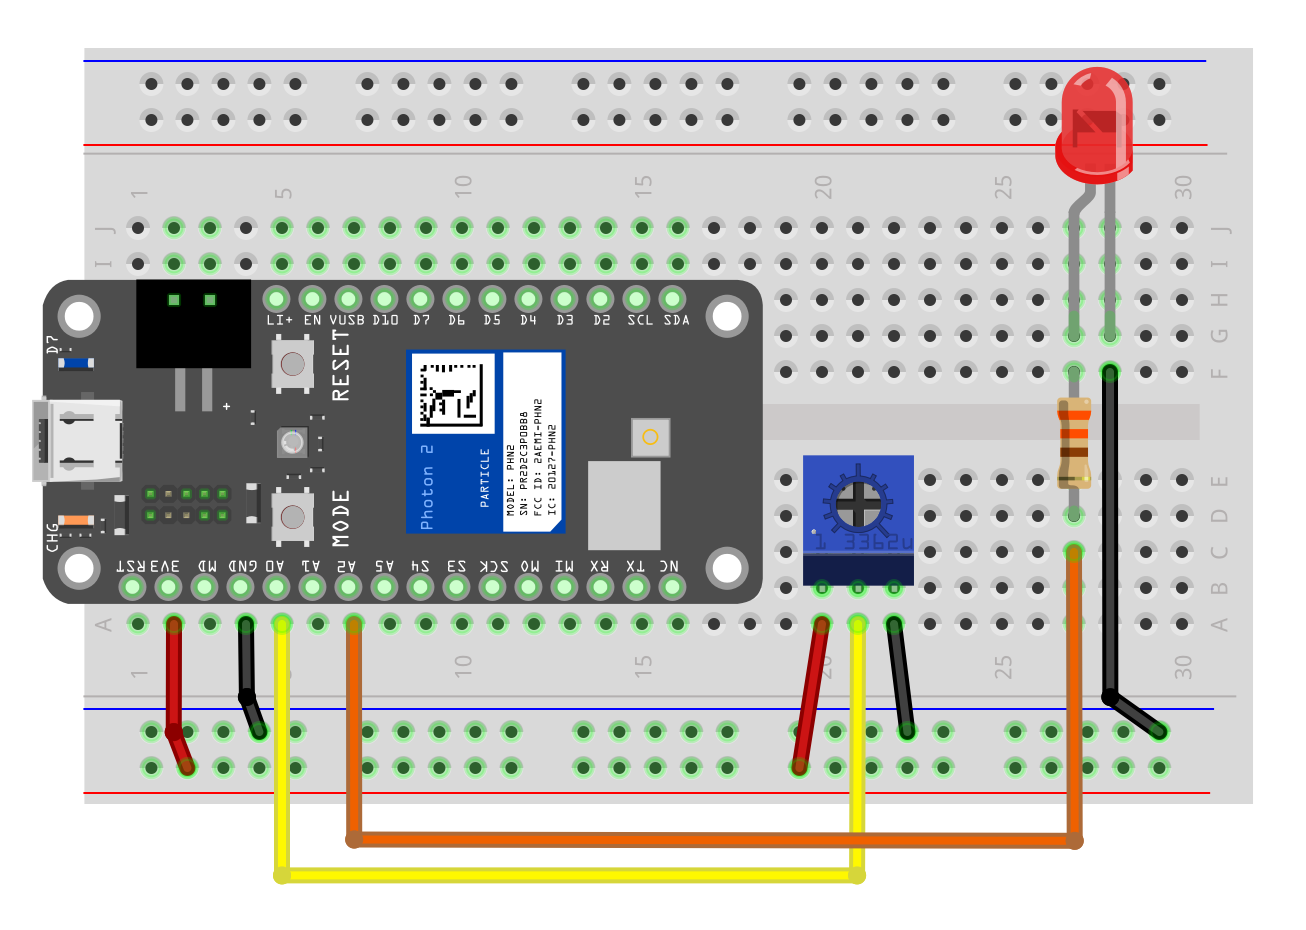 1 5 10 15 20 25 30
J J
I I
H
G
F
E
D
C
B
A A
LI+ EN VUSB D10 D7 D6 D5 D4 D3 D2 SCL SDA
D7
RESET
+
Photon 2
PARTICLE
MODEL: PHN2
SN: PR2D2C3P0BB8
FCC ID: 2AEMI-PHN2
IC: 20127-PHN2
MODE
CHG
RST 3V3 MD GND A0 A1 A2 A5 S4 S3 SCK MO MI RX TX NC
1 3362u
1 10 15 20 25 30